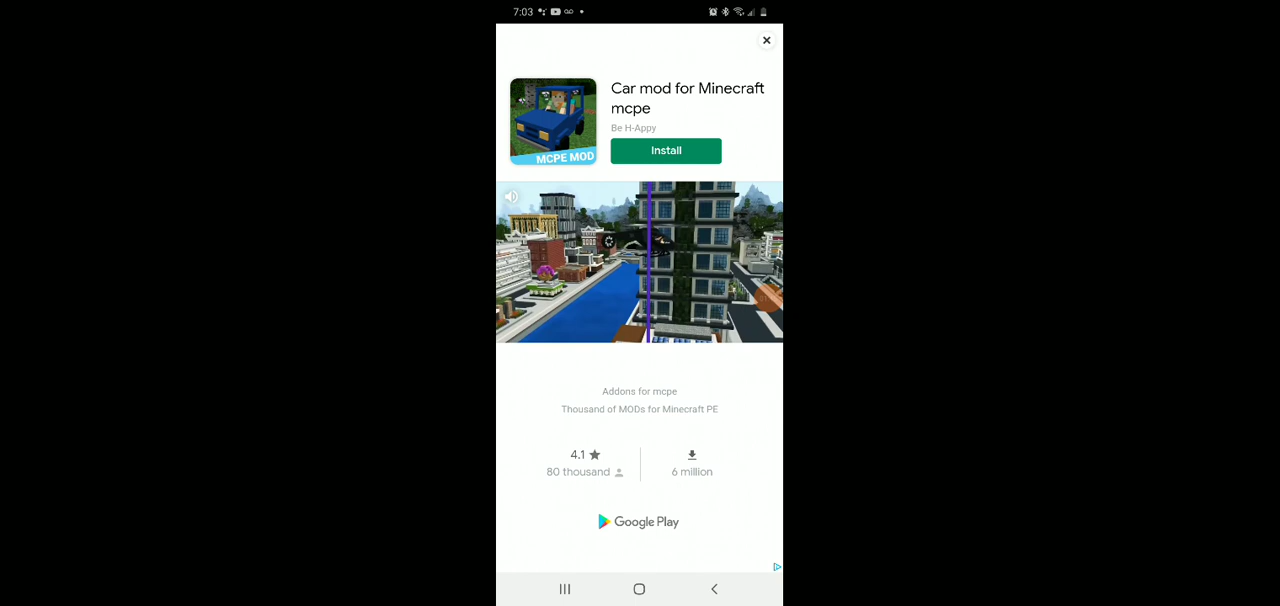 7:03
Car mod for Minecraft
mcpe
Be H-Appy
Install
MCPE MOD
Addons for mcpe
Thousand of MODs for Minecraft PE
4.1
80 thousand
6 million
Google Play